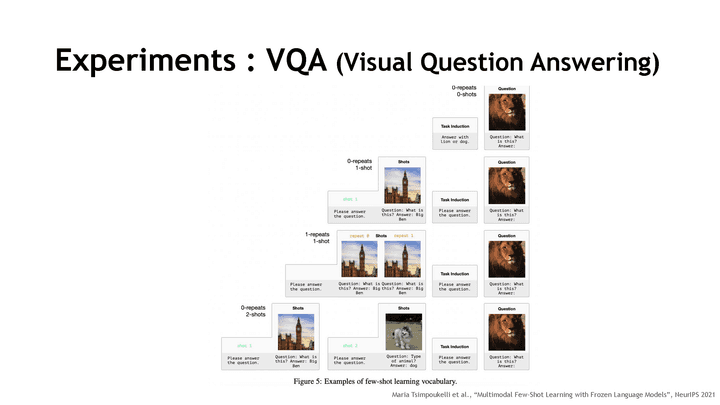 Experiments : VQA (Visual Question Answering)
0-repeats
0-shots
Task Induction
Answer with
lion or dog.
Question
Question: What
is this?
Answer:
0-repeats
1-shot
Please answer
the question.
Shots
Question: What is
this? Answer: Big
Ben
Task Induction
Please answer
the question.
Question
Question: What
is this?
Answer:
1-repeats
1-shot
Please answer
the question.
repeat 0
Shots
repeat 1
Question: What is
this? Answer: Big
Ben
Question: What is
this? Answer: Big
Ben
Task Induction
Please answer
the question.
Question
Question: What
is this?
Answer:
0-repeats
2-shots
Please answer
the question.
Shots
Question: What is
this? Answer: Big
Ben
Please answer
the question.
Shots
Question: Type
of animal?
Answer: dog
Task Induction
Please answer
the question.
Question
Question: What
is this?
Answer:
Figure 5: Examples of few-shot learning vocabulary.
Maria Tsimpoukelli et al., "Multimodal Few-Shot Learning with Frozen Language Models", NeurIPS 2021